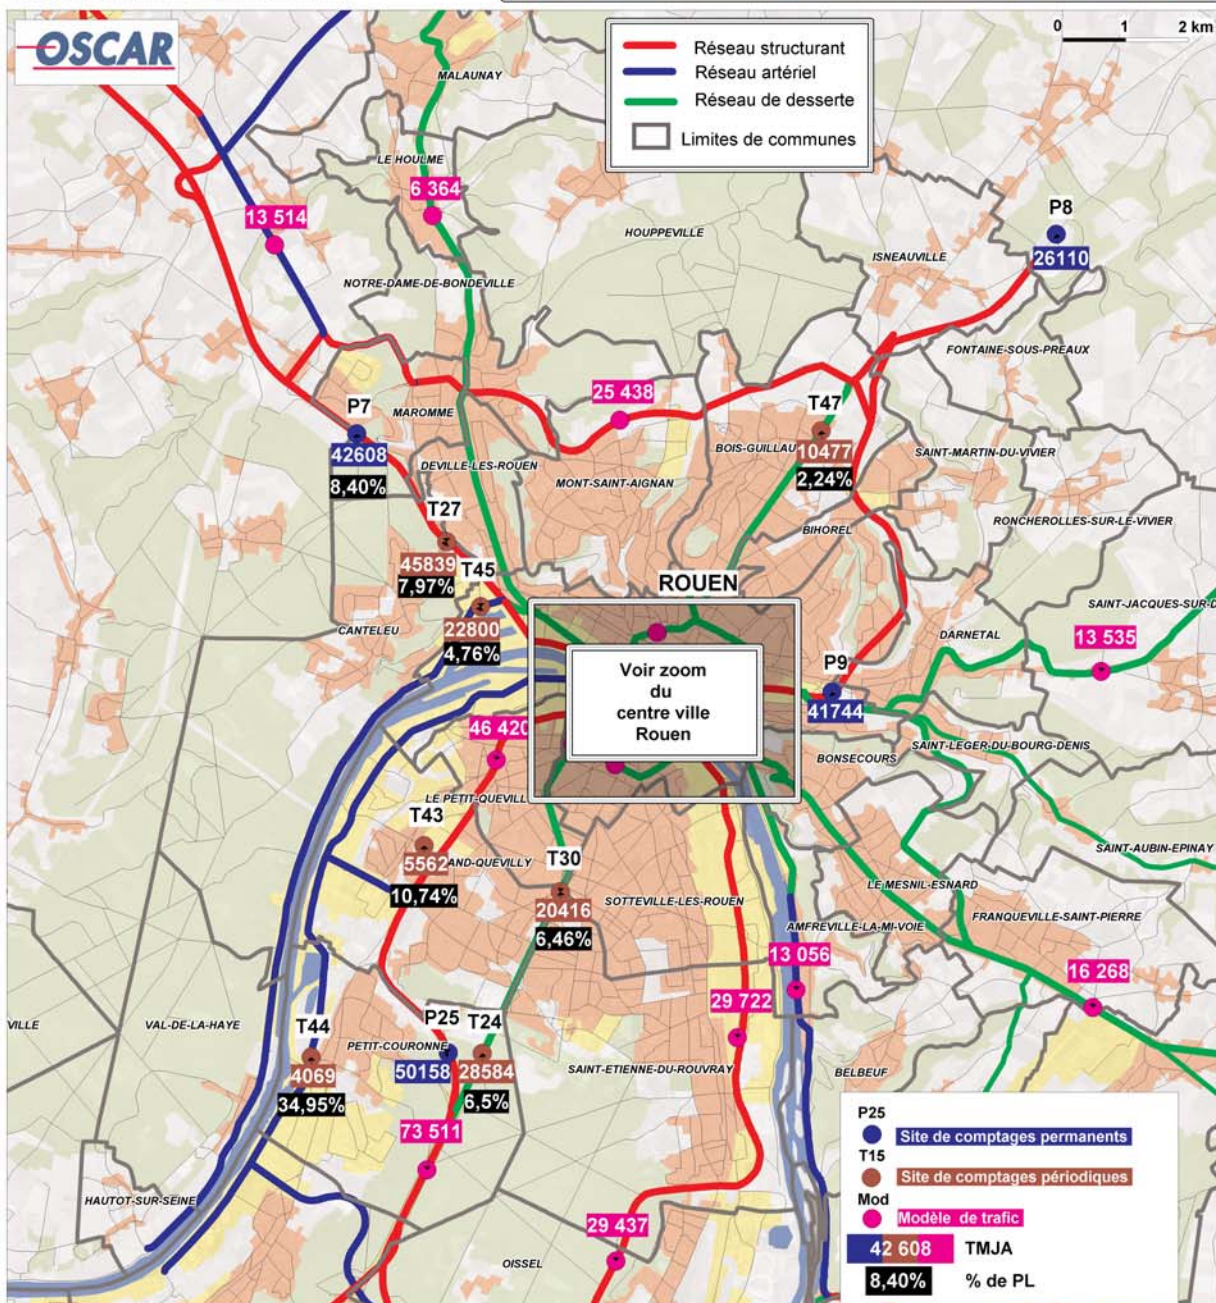 OSCAR
Réseau structurant
Réseau artériel
Réseau de desserte
Limites de communes
0 1 2 km
MALAUNAY
LE HOULME
6 364
13 514
HOUPPEVILLE
P8
26110
ISNEAUVILLE
NOTRE-DAME-DE-BONDEVILLE
FONTAINE-SOUS-PREAUX
25 438
P7
MAROMME
T47
42608
8,40%
BOIS-GUILLAU
10477
2,24%
SAINT-MARTIN-DU-VIVIER
DEVILLE-LES-ROUEN
MONT-SAINT-AIGNAN
T27
BIHOREL
RONCHEROLLES-SUR-LE-VIVIER
45839
7,97%
T45
ROUEN
22800
4,76%
CANTELEU
SAINT-JACQUES-SUR-D
DARNETAL
13 535
P9
41744
Voir zoom
du
centre ville
Rouen
46 420
SAINT-LEGER-DU-BOURG-DENIS
BONSECOURS
LE PETIT-QUEVILL
T43
5562
AND-QUEVILLY
10,74%
T30
20416
6,46%
SAINT-AUBIN-EPINAY
LE MESNIL-ESNARD
SOTTEVILLE-LES-ROUEN
FRANQUEVILLE-SAINT-PIERRE
AMFREVILLE-LA-MI-VOIE
13 056
16 268
29 722
VILLE
VAL-DE-LA-HAYE
T44
4069
34,95%
PETIT-COURONNE
P25
50158
T24
28584
6,5%
SAINT-ETIENNE-DU-ROUVRAY
BELBEUF
73 511
HAUTOT-SUR-SEINE
29 437
OISSEL
P25
Site de comptages permanents
T15
Site de comptages périodiques
Mod
Modèle de trafic
42 608 TMJA
8,40% % de PL